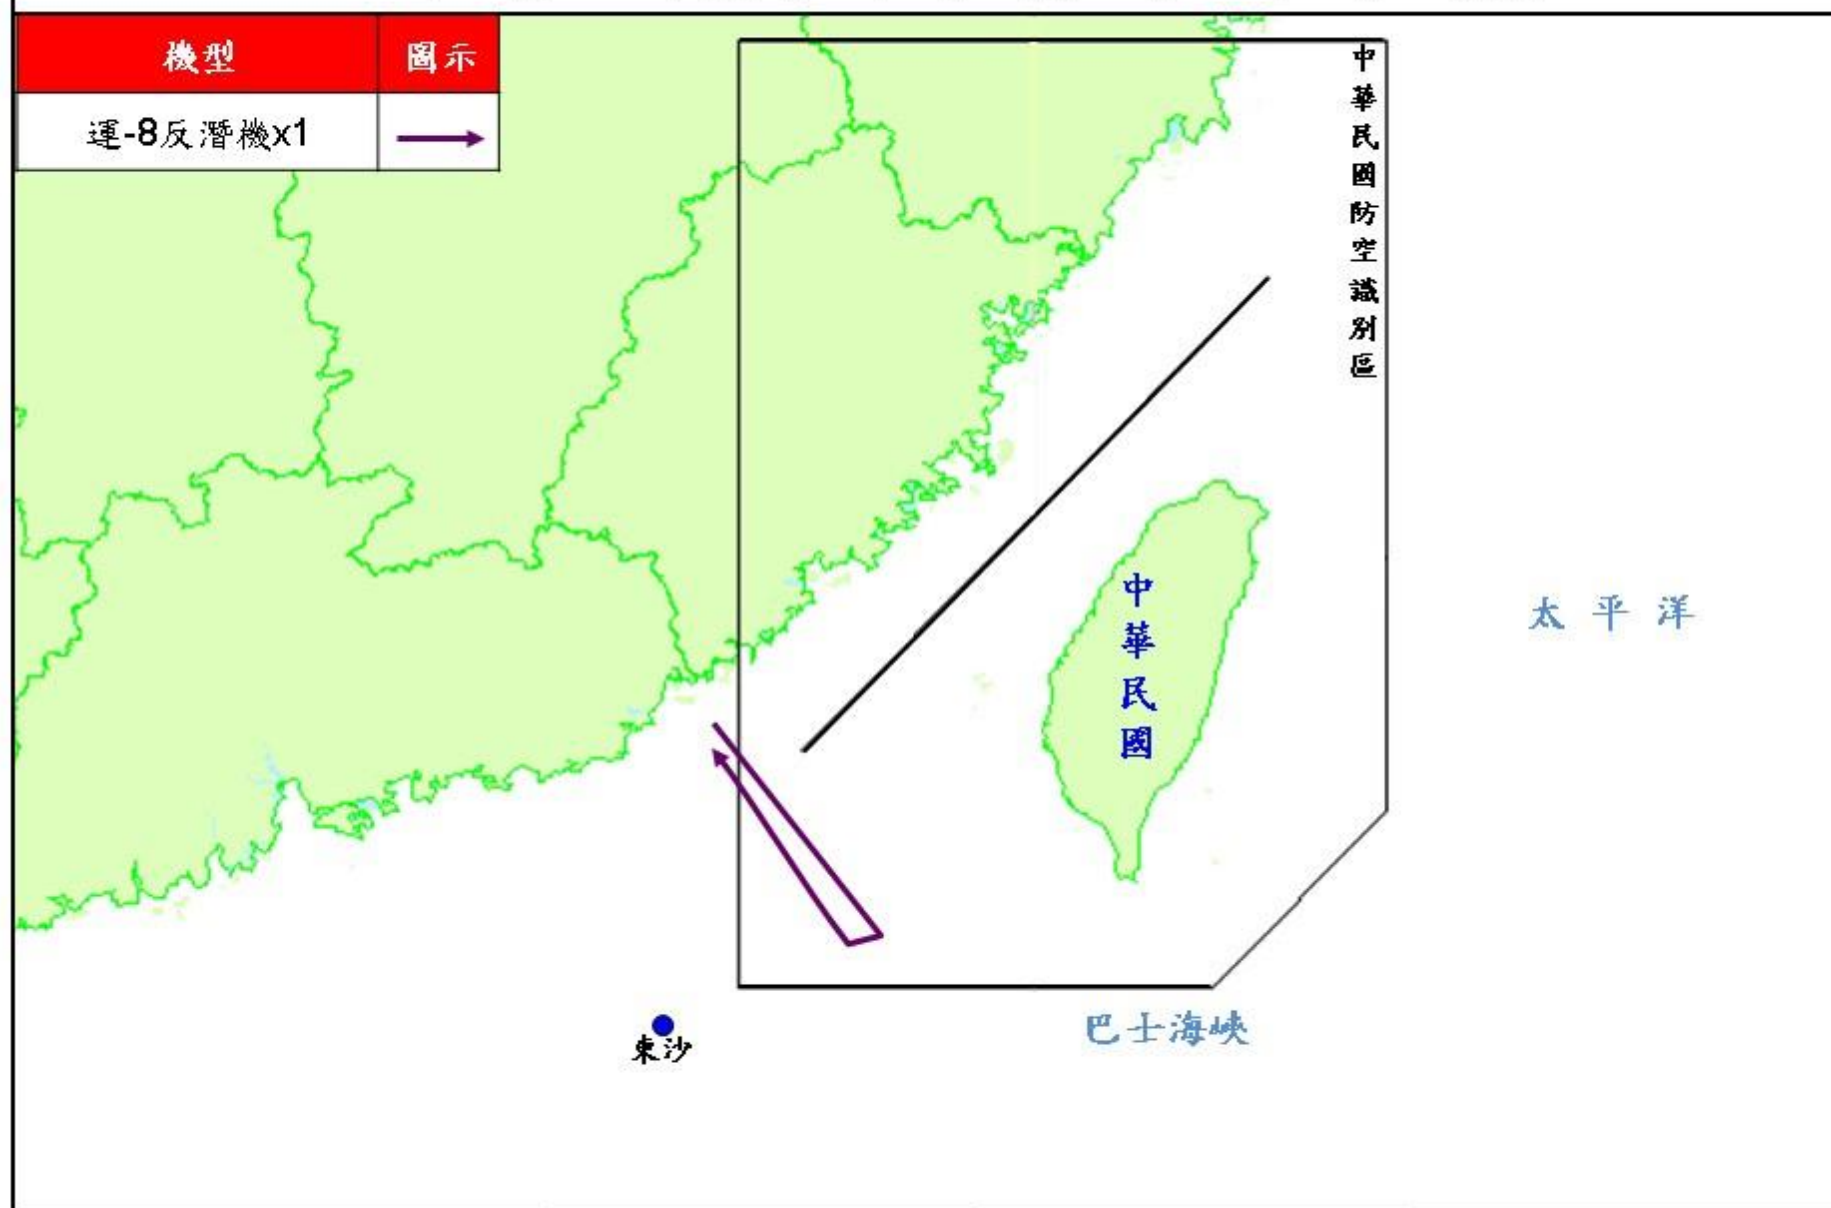 機型 圖示
運-8反潛機x1
中華民國防空識別區
中華民國
太平洋
巴士海峽
東沙